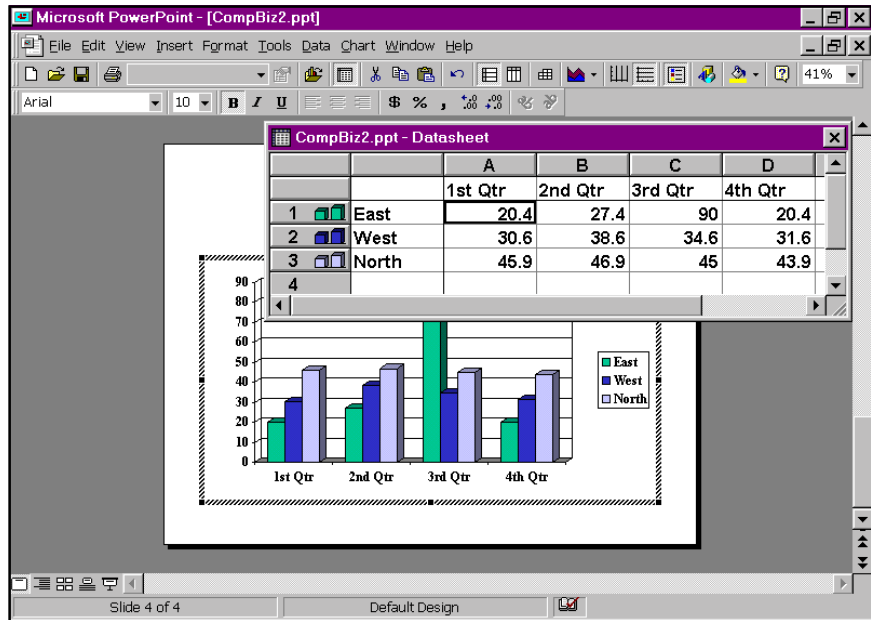 Microsoft PowerPoint - [CompBiz2.ppt]
File Edit View Insert Format Tools Data Chart Window Help
41%
Arial 10 B I U $ % , .00 .00
CompBiz2.ppt - Datasheet
A B C D
1st Qtr 2nd Qtr 3rd Qtr 4th Qtr
1 East 20.4 27.4 90 20.4
2 West 30.6 38.6 34.6 31.6
3 North 45.9 46.9 45 43.9
4
90
80
70
60
50
40
30
20
10
0
1st Qtr 2nd Qtr 3rd Qtr 4th Qtr
East
West
North
Slide 4 of 4 Default Design